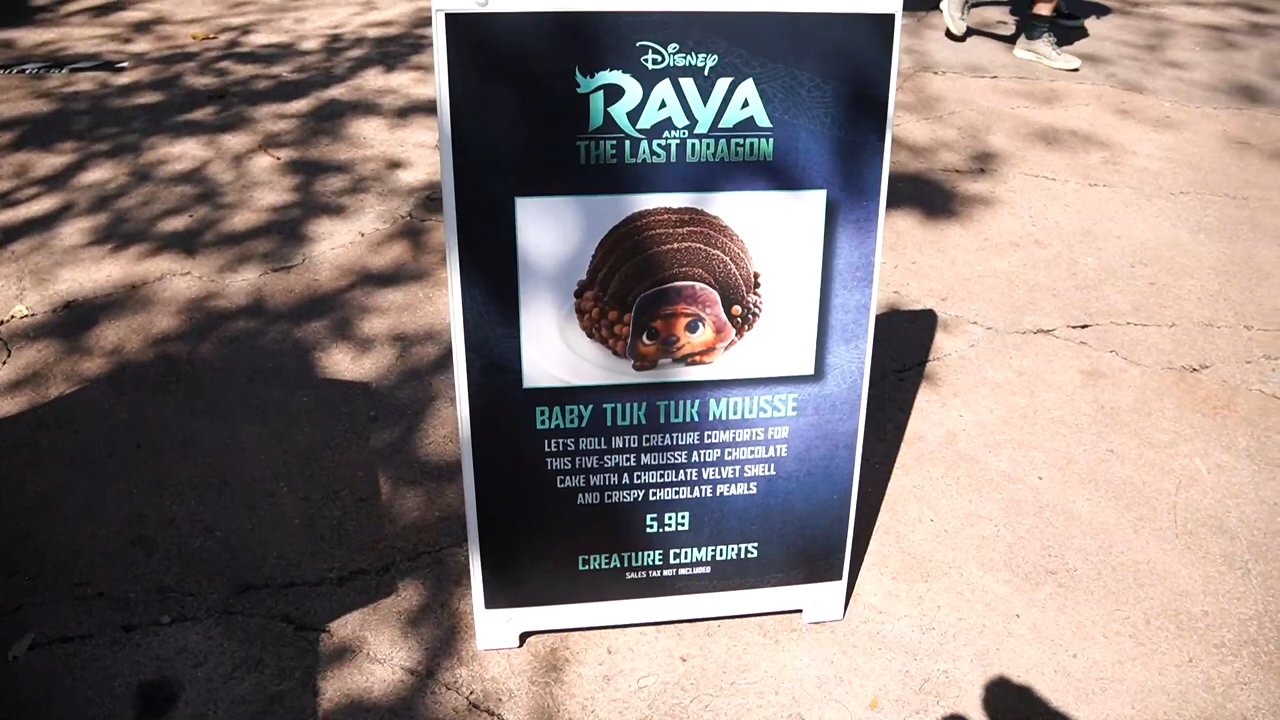 Disney
RAYA
AND
THE LAST DRAGON
BABY TUK TUK MOUSSE
LET'S ROLL INTO CREATURE COMFORTS FOR
THIS FIVE-SPICE MOUSSE ATOP CHOCOLATE
CAKE WITH A CHOCOLATE VELVET SHELL
AND CRISPY CHOCOLATE PEARLS
5.99
CREATURE COMFORTS
SALES TAX NOT INCLUDED